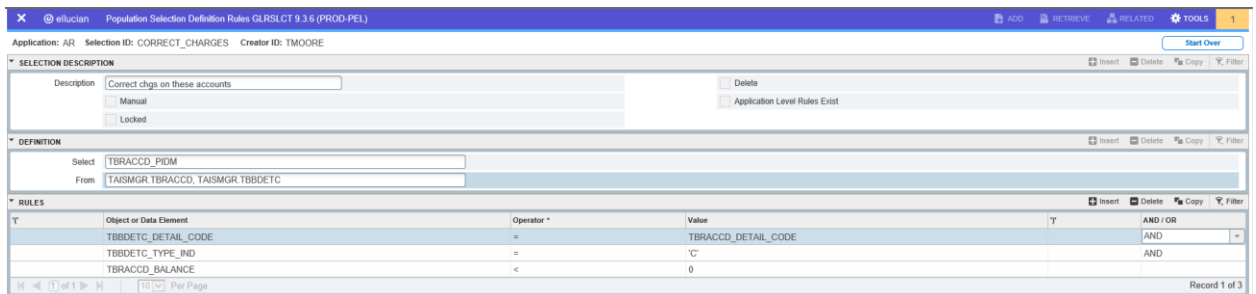 ellucian Population Selection Definition Rules GLRSLCT 9.3.6 (PROD-PEL) ADD RETRIEVE RELATED TOOLS 1
Application: AR Selection ID: CORRECT_CHARGES Creator ID: TMOORE Start Over
SELECTION DESCRIPTION Insert Delete Copy Filter
Description Correct chgs on these accounts Delete
Manual Application Level Rules Exist
Locked
DEFINITION Insert Delete Copy Filter
Select TBRACCD_PIDM
From TAISMGR.TBRACCD, TAISMGR.TBBDETC
RULES Insert Delete Copy Filter
'(' Object or Data Element Operator * Value ')' AND / OR
TBBDETC_DETAIL_CODE = TBRACCD_DETAIL_CODE AND
TBBDETC_TYPE_IND = 'C' AND
TBRACCD_BALANCE < 0
1 of 1 10 Per Page Record 1 of 3